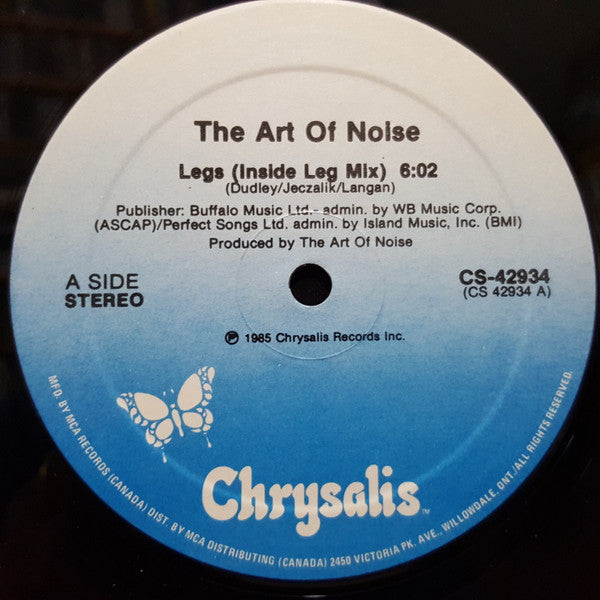 The Art Of Noise
Legs (Inside Leg Mix) 6:02
(Dudley/Jeczalik/Langan)
Publisher: Buffalo Music Ltd.- admin. by WB Music Corp.
(ASCAP)/Perfect Songs Ltd. admin. by Island Music, Inc. (BMI)
Produced by The Art Of Noise
A SIDE
STEREO
CS-42934
(CS 42934 A)
℗ 1985 Chrysalis Records Inc.
Chrysalis™
MFD. BY MCA RECORDS (CANADA) DIST. BY MCA DISTRIBUTING (CANADA) 2450 VICTORIA PK. AVE., WILLOWDALE, ONT./ALL RIGHTS RESERVED.